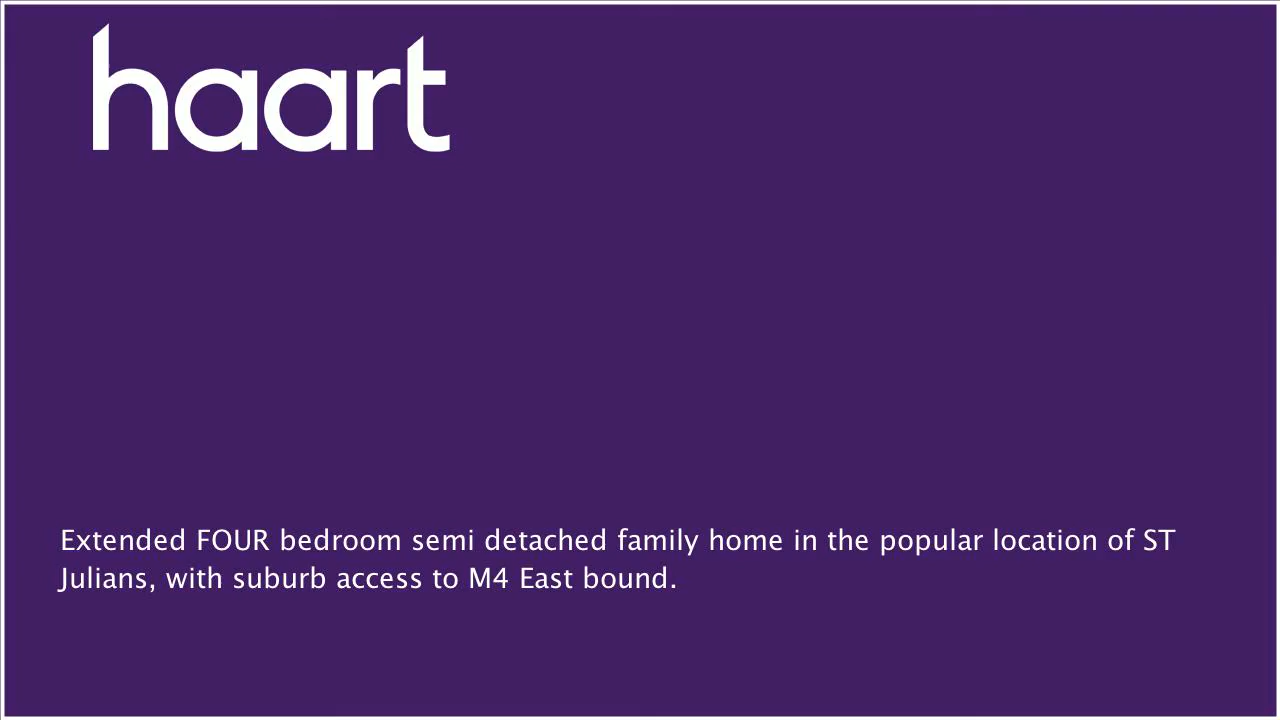 haart
Extended FOUR bedroom semi detached family home in the popular location of ST
Julians, with suburb access to M4 East bound.